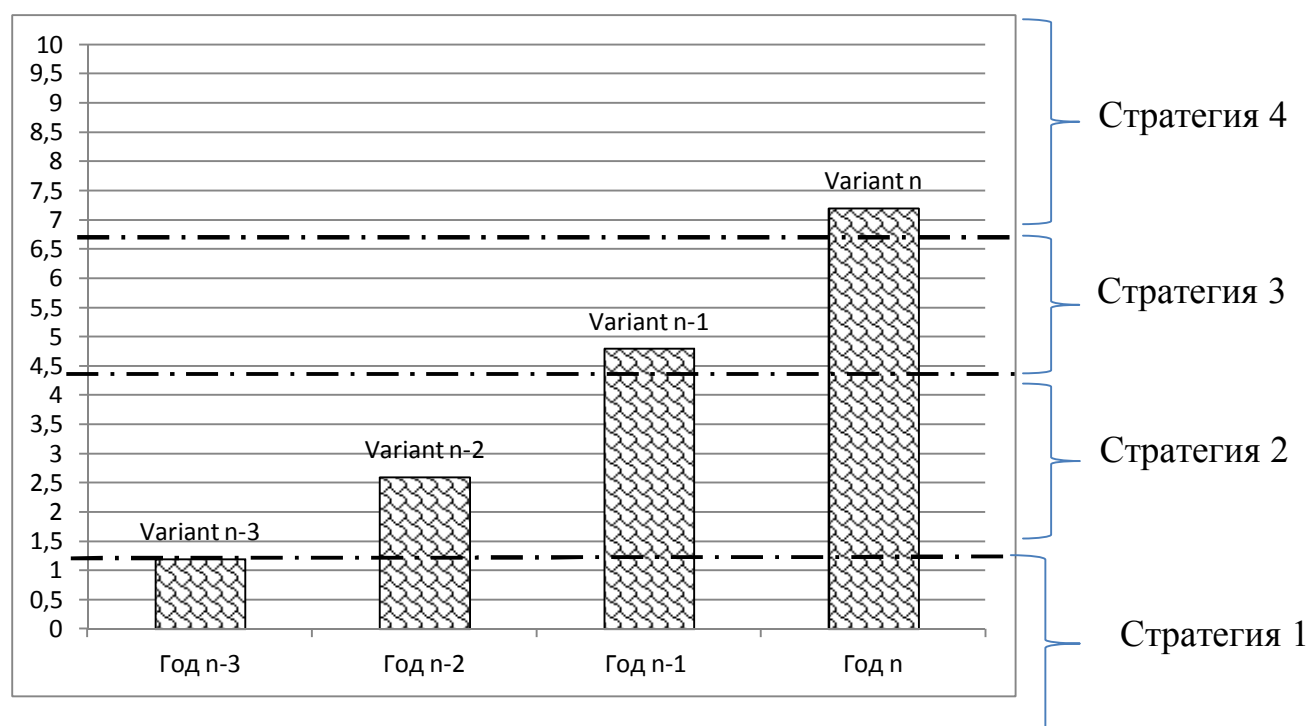 10
9,5
9
8,5
8
7,5
7
6,5
6
5,5
5
4,5
4
3,5
3
2,5
2
1,5
1
0,5
0
Variant n-3
Variant n-2
Variant n-1
Variant n
Год n-3
Год n-2
Год n-1
Год n
Стратегия 4
Стратегия 3
Стратегия 2
Стратегия 1